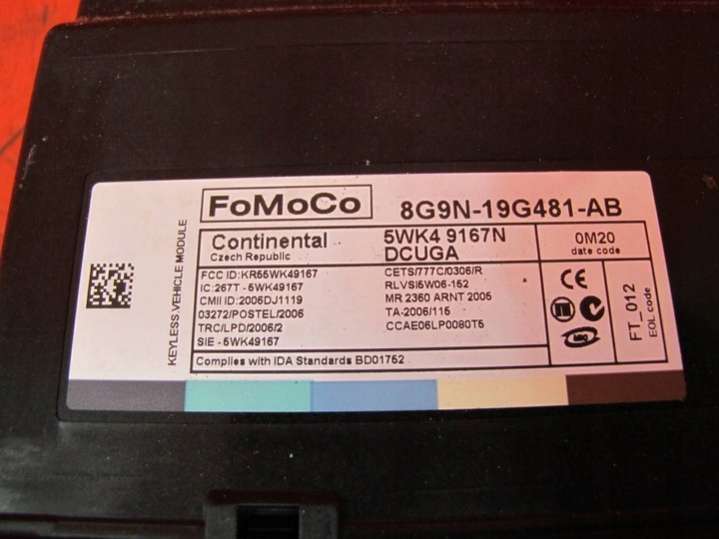 FoMoCo
8G9N-19G481-AB
KEYLESS VEHICLE MODULE
Continental
Czech Republic
5WK4 9167N
DCUGA
0M20
date code
FCC ID:KR55WK49167
IC:267T - 5WK49167
CMII ID:2006DJ1119
03272/POSTEL/2006
TRC/LPD/2006/2
SIE - 5WK49167
CETS/777C/0306/R
RLVSI5W06-152
MR 2360 ARNT 2005
TA-2006/115
CCAE06LP0080T5
CE
FT_012
EOL code
Complies with IDA Standards BD01752